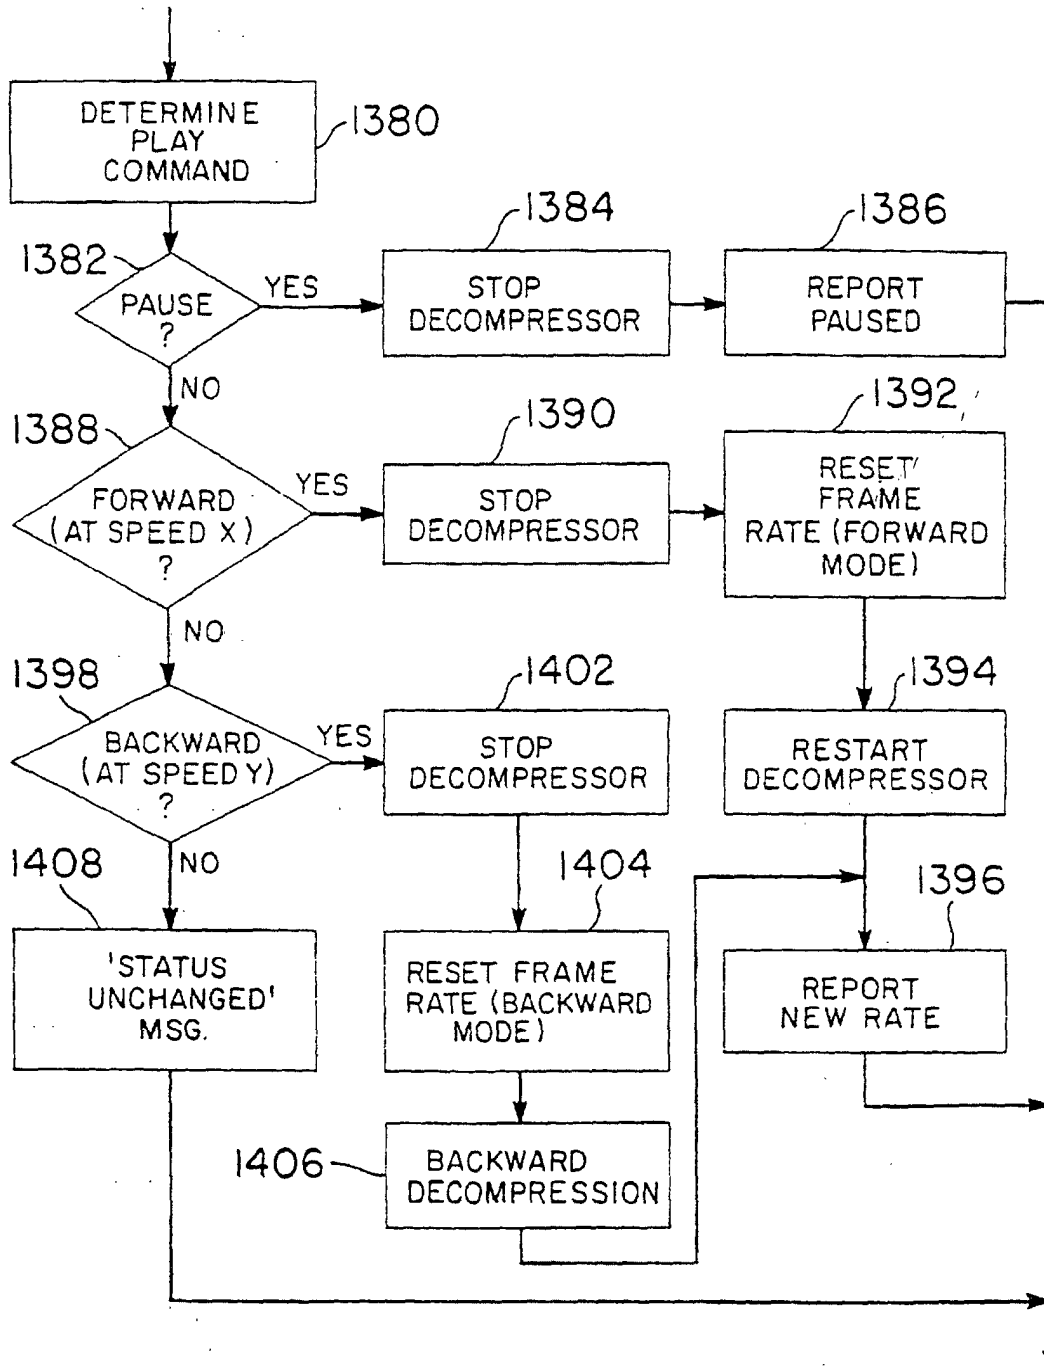 DETERMINE
PLAY
COMMAND
1380
1382
PAUSE
?
YES
NO
1384
STOP
DECOMPRESSOR
1386
REPORT
PAUSED
1388
FORWARD
(AT SPEED X)
?
YES
NO
1390
STOP
DECOMPRESSOR
1392
RESET
FRAME
RATE (FORWARD
MODE)
1394
RESTART
DECOMPRESSOR
1396
REPORT
NEW RATE
1398
BACKWARD
(AT SPEED Y)
?
YES
NO
1402
STOP
DECOMPRESSOR
1404
RESET FRAME
RATE (BACKWARD
MODE)
1406
BACKWARD
DECOMPRESSION
1408
'STATUS
UNCHANGED'
MSG.